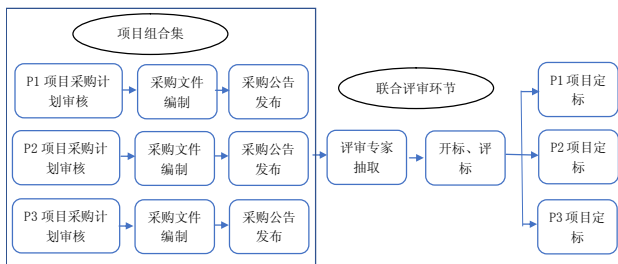 项目组合集
P1 项目采购计
划审核
采购文件
编制
采购公告
发布
P2 项目采购计
划审核
采购文件
编制
采购公告
发布
P3 项目采购计
划审核
采购文件
编制
采购公告
发布
联合评审环节
评审专家
抽取
开标、评
标
P1 项目定
标
P2 项目定
标
P3 项目定
标